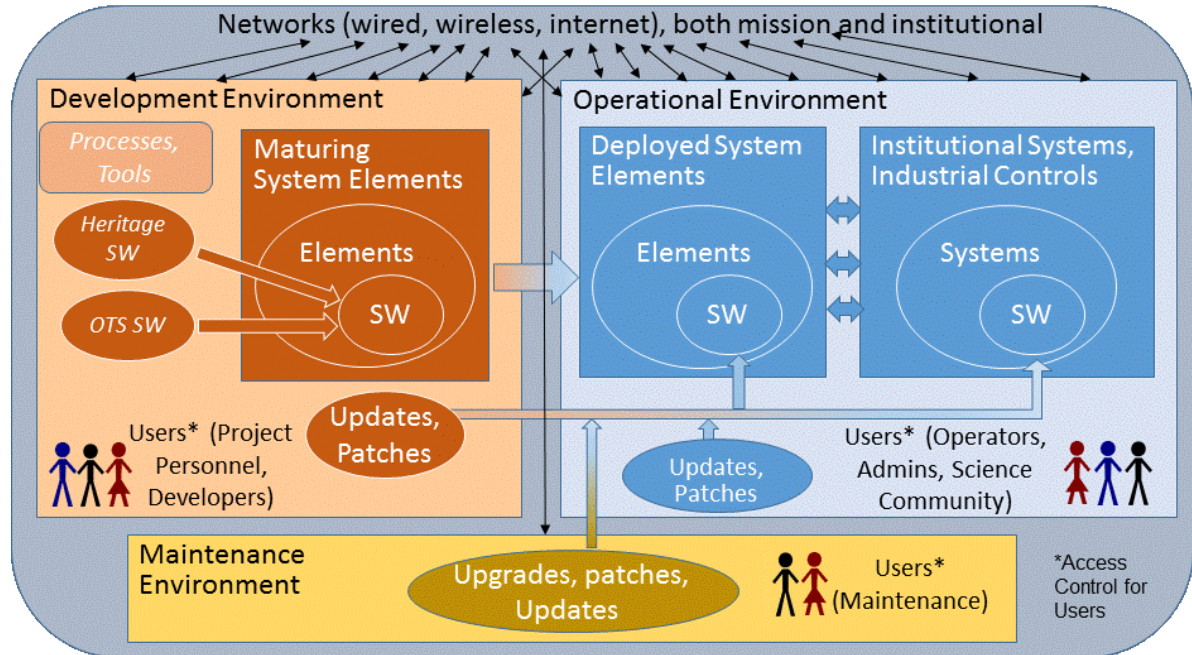 Networks (wired, wireless, internet), both mission and institutional
Development Environment
Processes,
Tools
Maturing
System Elements
Heritage
SW
Elements
SW
OTS SW
Updates,
Patches
Users* (Project
Personnel,
Developers)
Operational Environment
Deployed System
Elements
Elements
SW
Institutional Systems,
Industrial Controls
Systems
SW
Updates,
Patches
Users* (Operators,
Admins, Science
Community)
Maintenance
Environment
Upgrades, patches,
Updates
Users*
(Maintenance)
*Access
Control for
Users